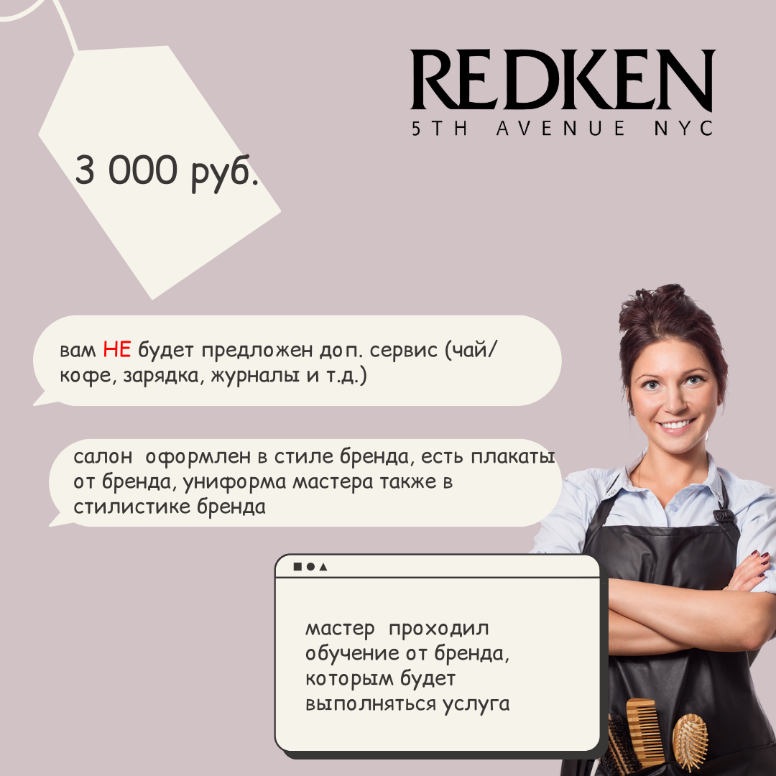 REDKEN
5TH AVENUE NYC
3 000 руб.
вам НЕ будет предложен доп. сервис (чай/
кофе, зарядка, журналы и т.д.)
салон оформлен в стиле бренда, есть плакаты
от бренда, униформа мастера также в
стилистике бренда
мастер проходил
обучение от бренда,
которым будет
выполняться услуга